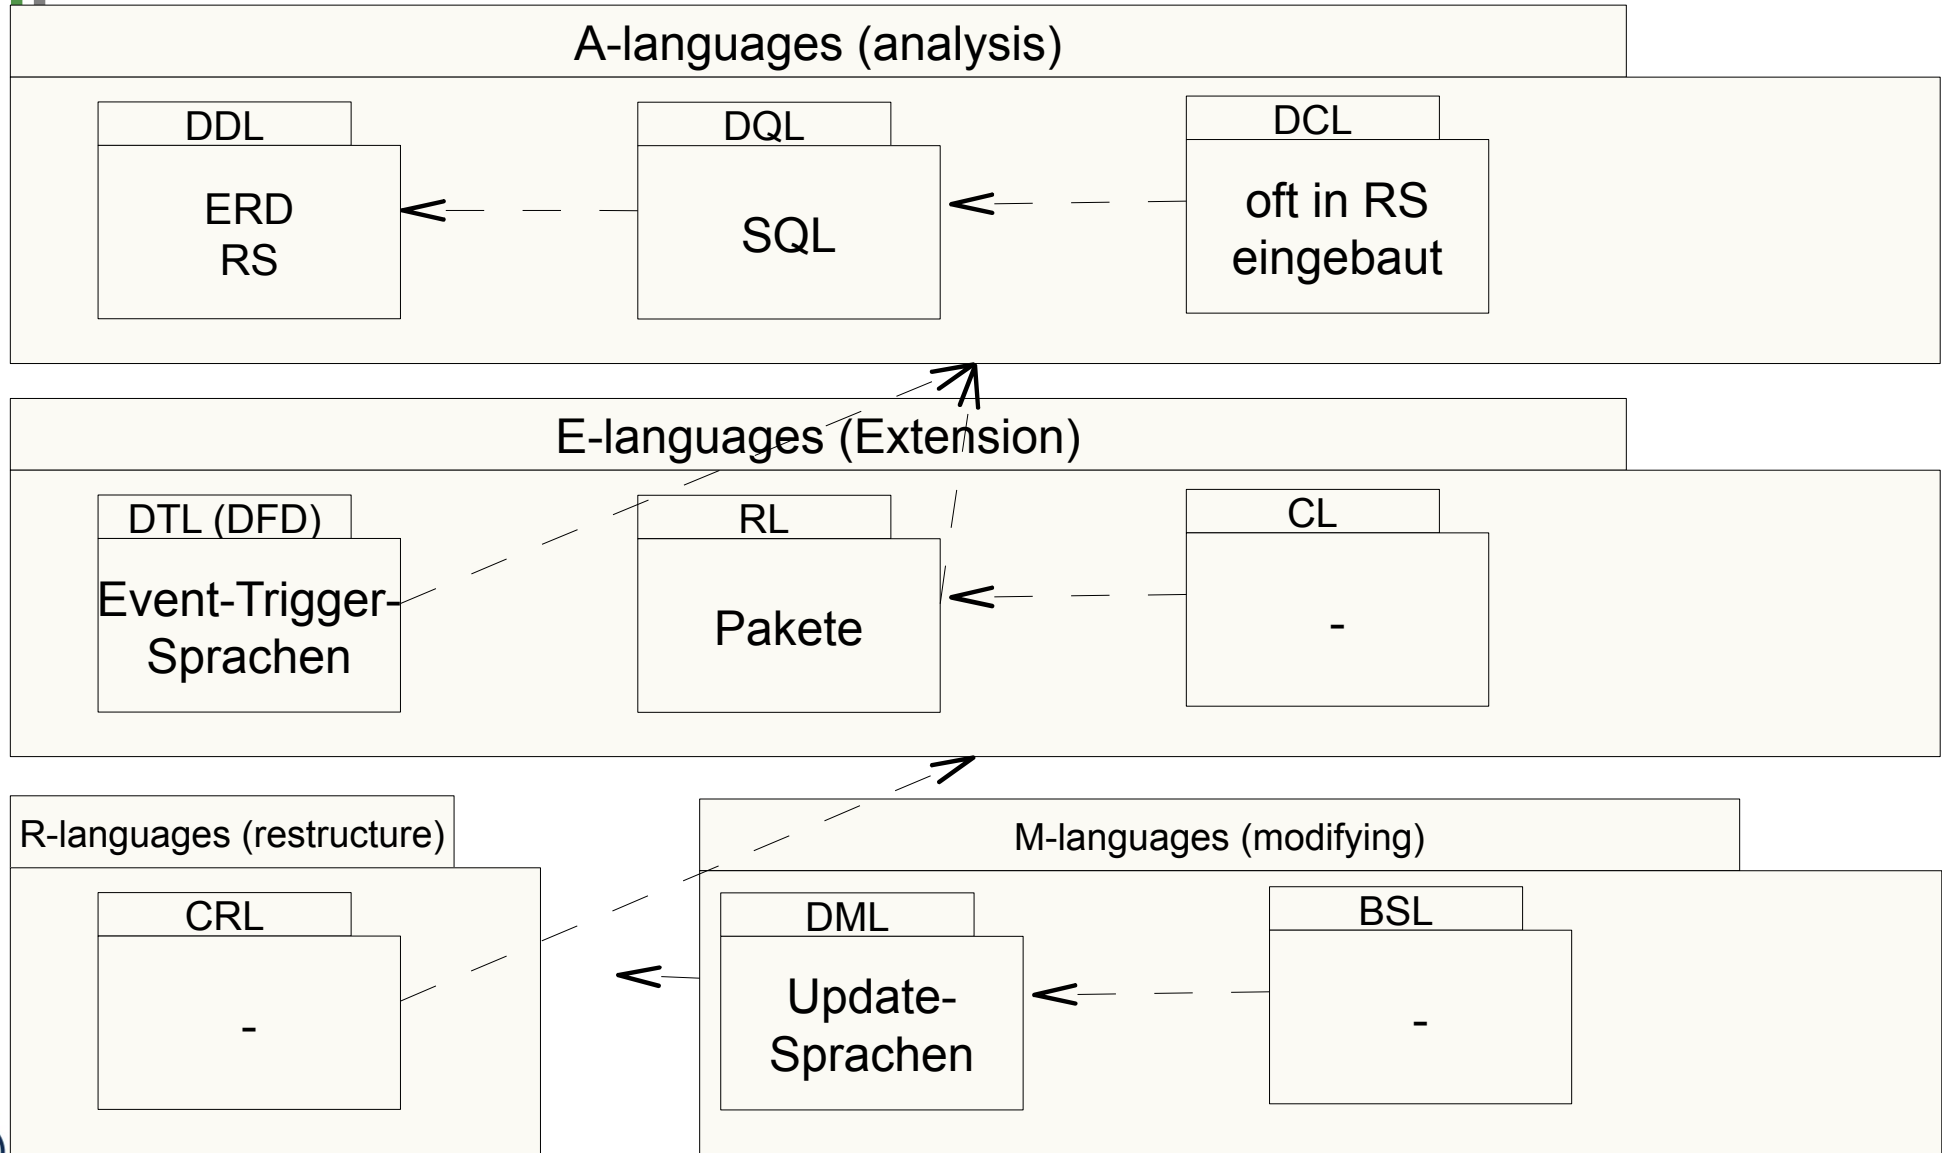 A-languages (analysis)
DDL
ERD
RS
DQL
SQL
DCL
oft in RS
eingebaut
E-languages (Extension)
DTL (DFD)
Event-Trigger-
Sprachen
RL
Pakete
CL
-
R-languages (restructure)
CRL
-
M-languages (modifying)
DML
Update-
Sprachen
BSL
-